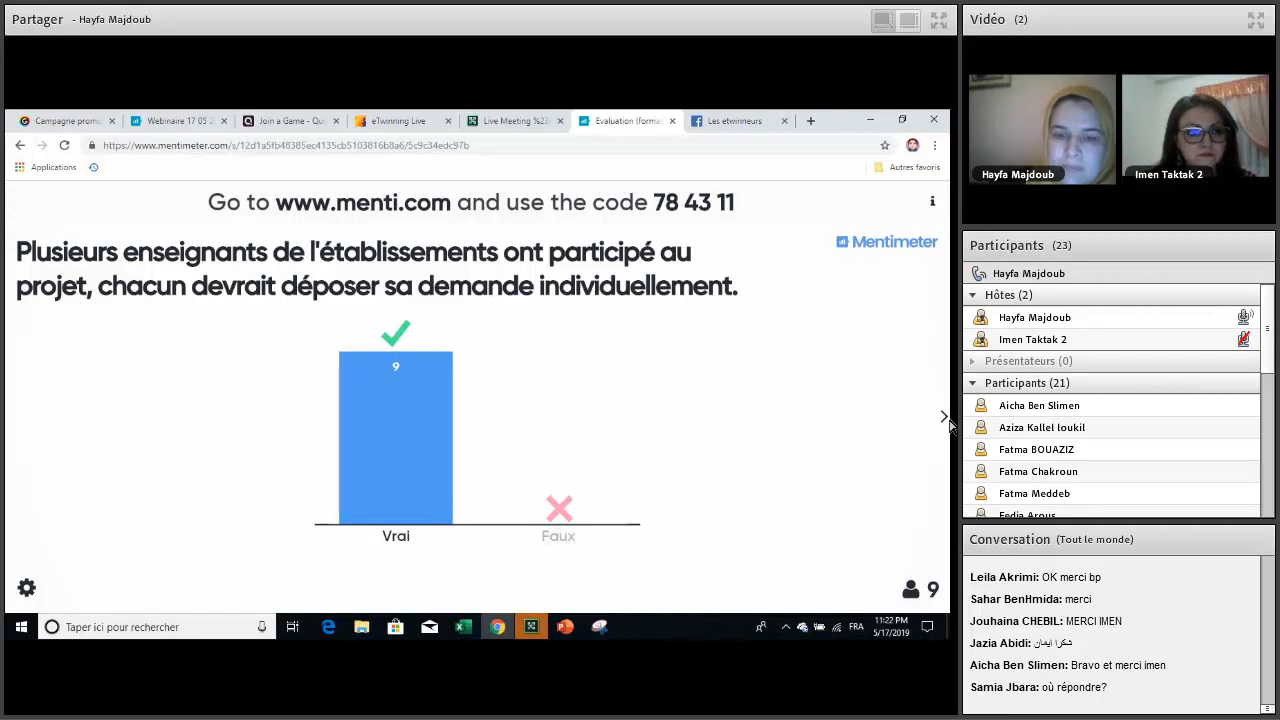 Partager - Hayfa Majdoub
Campagne promo
Webinaire 17 05 2
Join a Game - Qu
eTwinning Live
Live Meeting %23
Evaluation (forma
Les etwinneurs
https://www.mentimeter.com/s/12d1a5fb48385ec4135cb5103816b8a6/5c9c34edc97b
Applications
Autres favoris
Go to www.menti.com and use the code 78 43 11
Mentimeter
Plusieurs enseignants de l'établissements ont participé au
projet, chacun devrait déposer sa demande individuellement.
9
Vrai
Faux
9
Taper ici pour rechercher
FRA
11:22 PM
5/17/2019
Vidéo (2)
Hayfa Majdoub
Imen Taktak 2
Participants (23)
Hayfa Majdoub
Hôtes (2)
Hayfa Majdoub
Imen Taktak 2
Présentateurs (0)
Participants (21)
Aicha Ben Slimen
Aziza Kallel loukil
Fatma BOUAZIZ
Fatma Chakroun
Fatma Meddeb
Fedia Arous
Conversation (Tout le monde)
Leila Akrimi: OK merci bp
Sahar BenHmida: merci
Jouhaina CHEBIL: MERCI IMEN
Jazia Abidi: شكرا ايمان
Aicha Ben Slimen: Bravo et merci imen
Samia Jbara: où répondre?